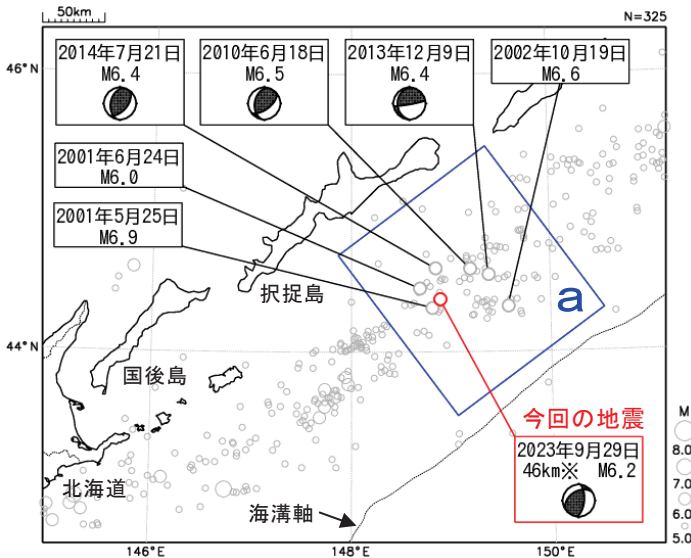 50km
N=325
46°N
2014年7月21日
M6.4
2010年6月18日
M6.5
2013年12月9日
M6.4
2002年10月19日
M6.6
2001年6月24日
M6.0
2001年5月25日
M6.9
択捉島
a
44°N
国後島
今回の地震
2023年9月29日
46km※ M6.2
北海道
海溝軸
M
8.0
7.0
6.0
5.0
146°E
148°E
150°E